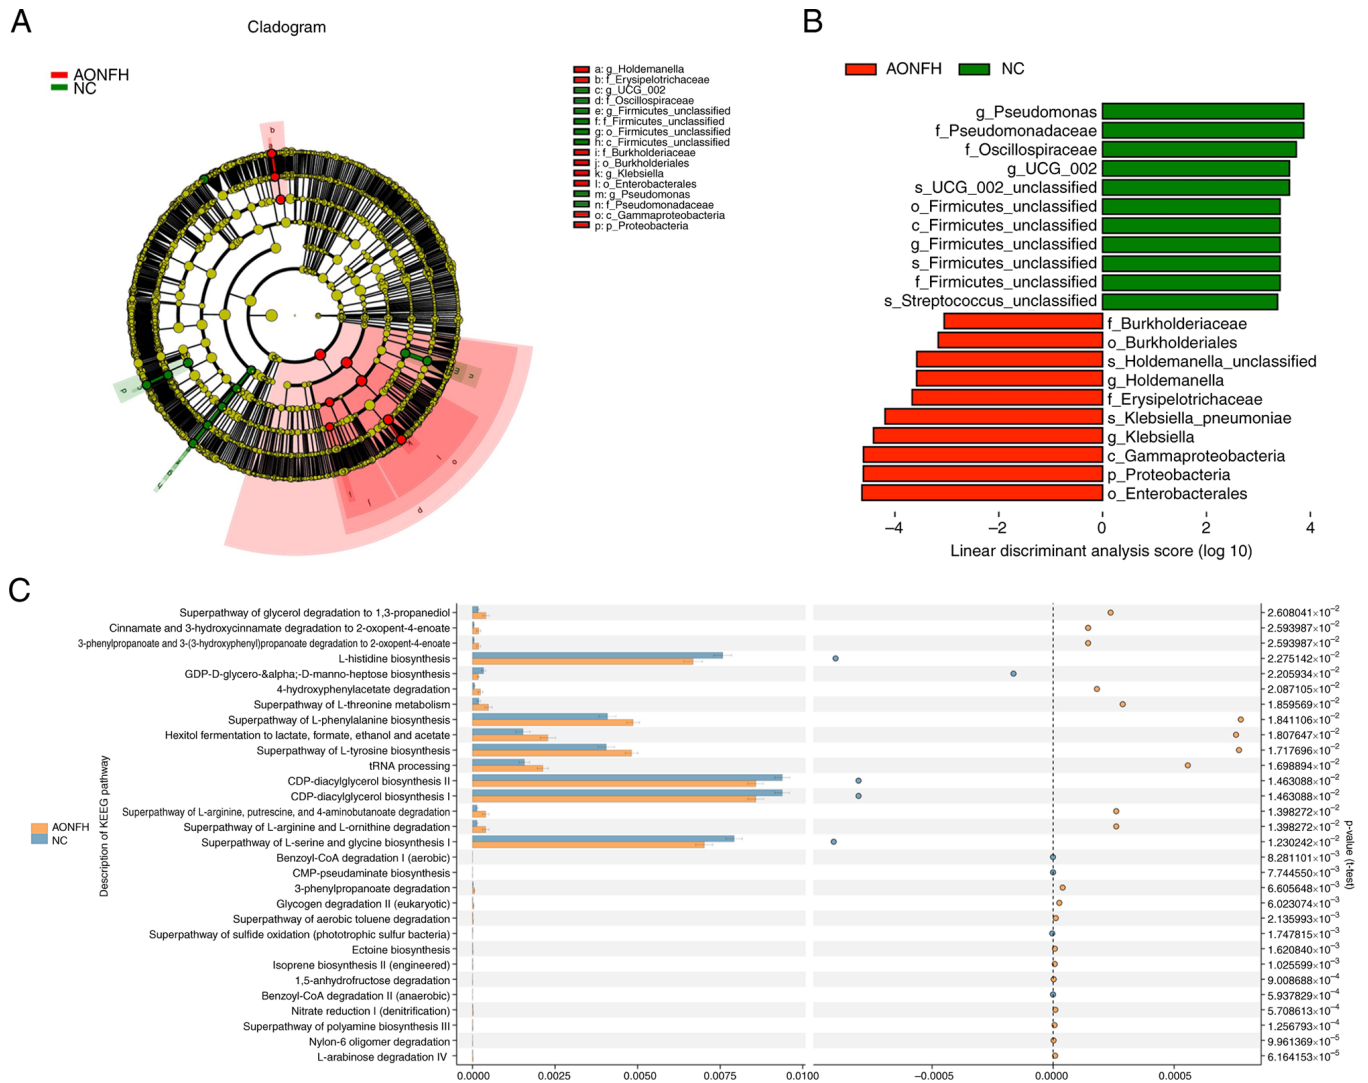 A
Cladogram
AONFH
NC
a: g_Holdemanella
b: f_Erysipelotrichaceae
c: g_UCG_002
d: f_Oscillospiraceae
e: g_Firmicutes_unclassified
f: f_Firmicutes_unclassified
g: o_Firmicutes_unclassified
h: c_Firmicutes_unclassified
i: f_Burkholderiaceae
j: o_Burkholderiales
k: g_Klebsiella
l: o_Enterobacterales
m: g_Pseudomonas
n: f_Pseudomonadaceae
o: c_Gammaproteobacteria
p: p_Proteobacteria
b
n
o
l
p
B
AONFH
NC
g_Pseudomonas
f_Pseudomonadaceae
f_Oscillospiraceae
g_UCG_002
s_UCG_002_unclassified
o_Firmicutes_unclassified
c_Firmicutes_unclassified
g_Firmicutes_unclassified
s_Firmicutes_unclassified
f_Firmicutes_unclassified
s_Streptococcus_unclassified
f_Burkholderiaceae
o_Burkholderiales
s_Holdemanella_unclassified
g_Holdemanella
f_Erysipelotrichaceae
s_Klebsiella_pneumoniae
g_Klebsiella
c_Gammaproteobacteria
p_Proteobacteria
o_Enterobacterales
−4 −2 0 2 4
Linear discriminant analysis score (log 10)
C
AONFH
NC
Description of KEEG pathway
Superpathway of glycerol degradation to 1,3-propanediol 2.608041×10−2
Cinnamate and 3-hydroxycinnamate degradation to 2-oxopent-4-enoate 2.593987×10−2
3-phenylpropanoate and 3-(3-hydroxyphenyl)propanoate degradation to 2-oxopent-4-enoate 2.593987×10−2
L-histidine biosynthesis 2.275142×10−2
GDP-D-glycero-&alpha;-D-manno-heptose biosynthesis 2.205934×10−2
4-hydroxyphenylacetate degradation 2.087105×10−2
Superpathway of L-threonine metabolism 1.859569×10−2
Superpathway of L-phenylalanine biosynthesis 1.841106×10−2
Hexitol fermentation to lactate, formate, ethanol and acetate 1.807647×10−2
Superpathway of L-tyrosine biosynthesis 1.717696×10−2
tRNA processing 1.698894×10−2
CDP-diacylglycerol biosynthesis II 1.463088×10−2
CDP-diacylglycerol biosynthesis I 1.463088×10−2
Superpathway of L-arginine, putrescine, and 4-aminobutanoate degradation 1.398272×10−2
Superpathway of L-arginine and L-ornithine degradation 1.398272×10−2
Superpathway of L-serine and glycine biosynthesis I 1.230242×10−2
Benzoyl-CoA degradation I (aerobic) 8.281101×10−3
CMP-pseudaminate biosynthesis 7.744550×10−3
3-phenylpropanoate degradation 6.605648×10−3
Glycogen degradation II (eukaryotic) 6.023074×10−3
Superpathway of aerobic toluene degradation 2.135993×10−3
Superpathway of sulfide oxidation (phototrophic sulfur bacteria) 1.747815×10−3
Ectoine biosynthesis 1.620840×10−3
Isoprene biosynthesis II (engineered) 1.025599×10−3
1,5-anhydrofructose degradation 9.008688×10−4
Benzoyl-CoA degradation II (anaerobic) 5.937829×10−4
Nitrate reduction I (denitrification) 5.708613×10−4
Superpathway of polyamine biosynthesis III 1.256793×10−4
Nylon-6 oligomer degradation 9.961369×10−5
L-arabinose degradation IV 6.164153×10−5
p-value (t-test)
0.0000 0.0025 0.0050 0.0075 0.0100 −0.0005 0.0000 0.0005